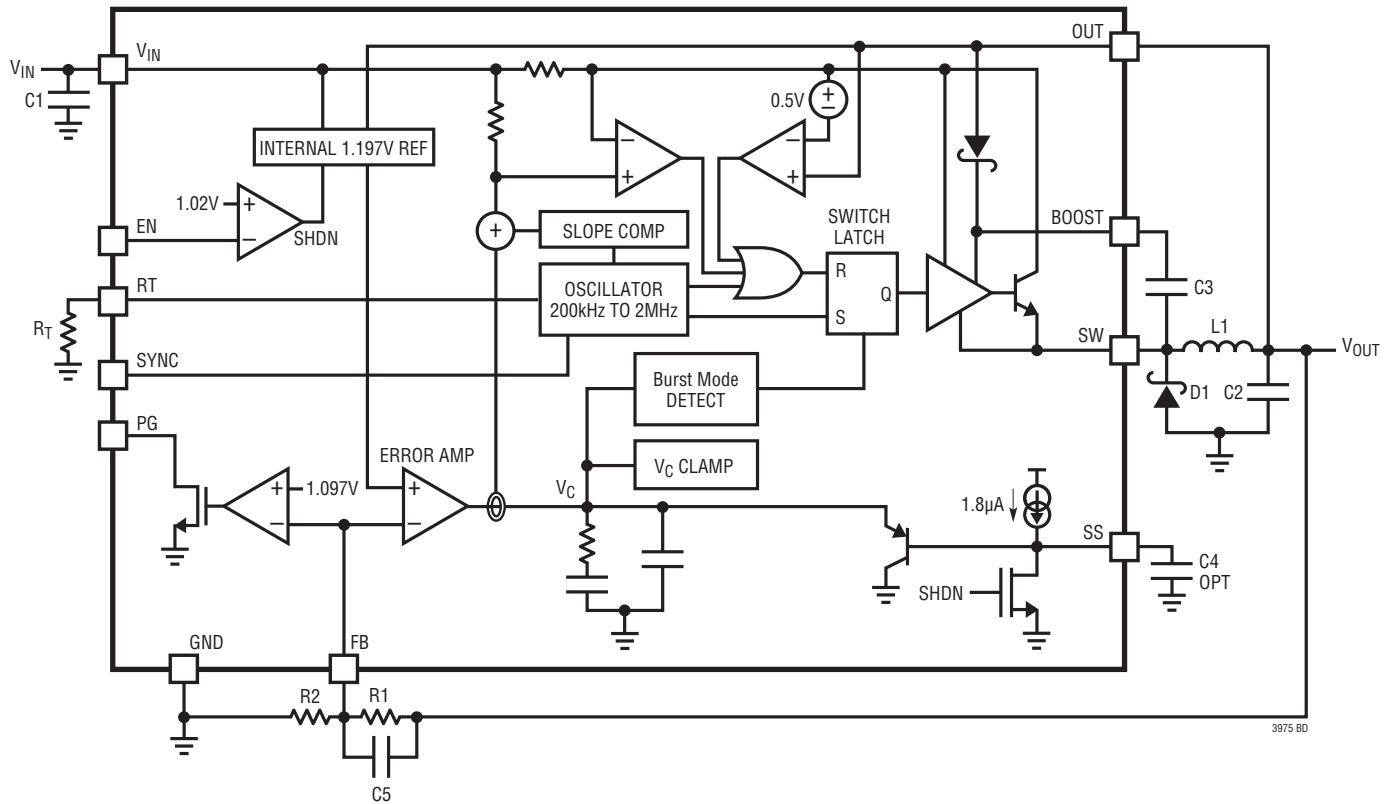 OUT
VIN
VIN
C1
0.5V
+
−
INTERNAL 1.197V REF
−
+
−
+
1.02V
+
−
SHDN
EN
+
SLOPE COMP
SWITCH
LATCH
BOOST
RT
OSCILLATOR
200kHz TO 2MHz
R
Q
S
C3
RT
SW
L1
VOUT
SYNC
Burst Mode
DETECT
D1
C2
PG
ERROR AMP
VC CLAMP
1.097V
+
−
+
−
VC
1.8µA
SS
C4
OPT
SHDN
GND
FB
R2
R1
C5
3975 BD